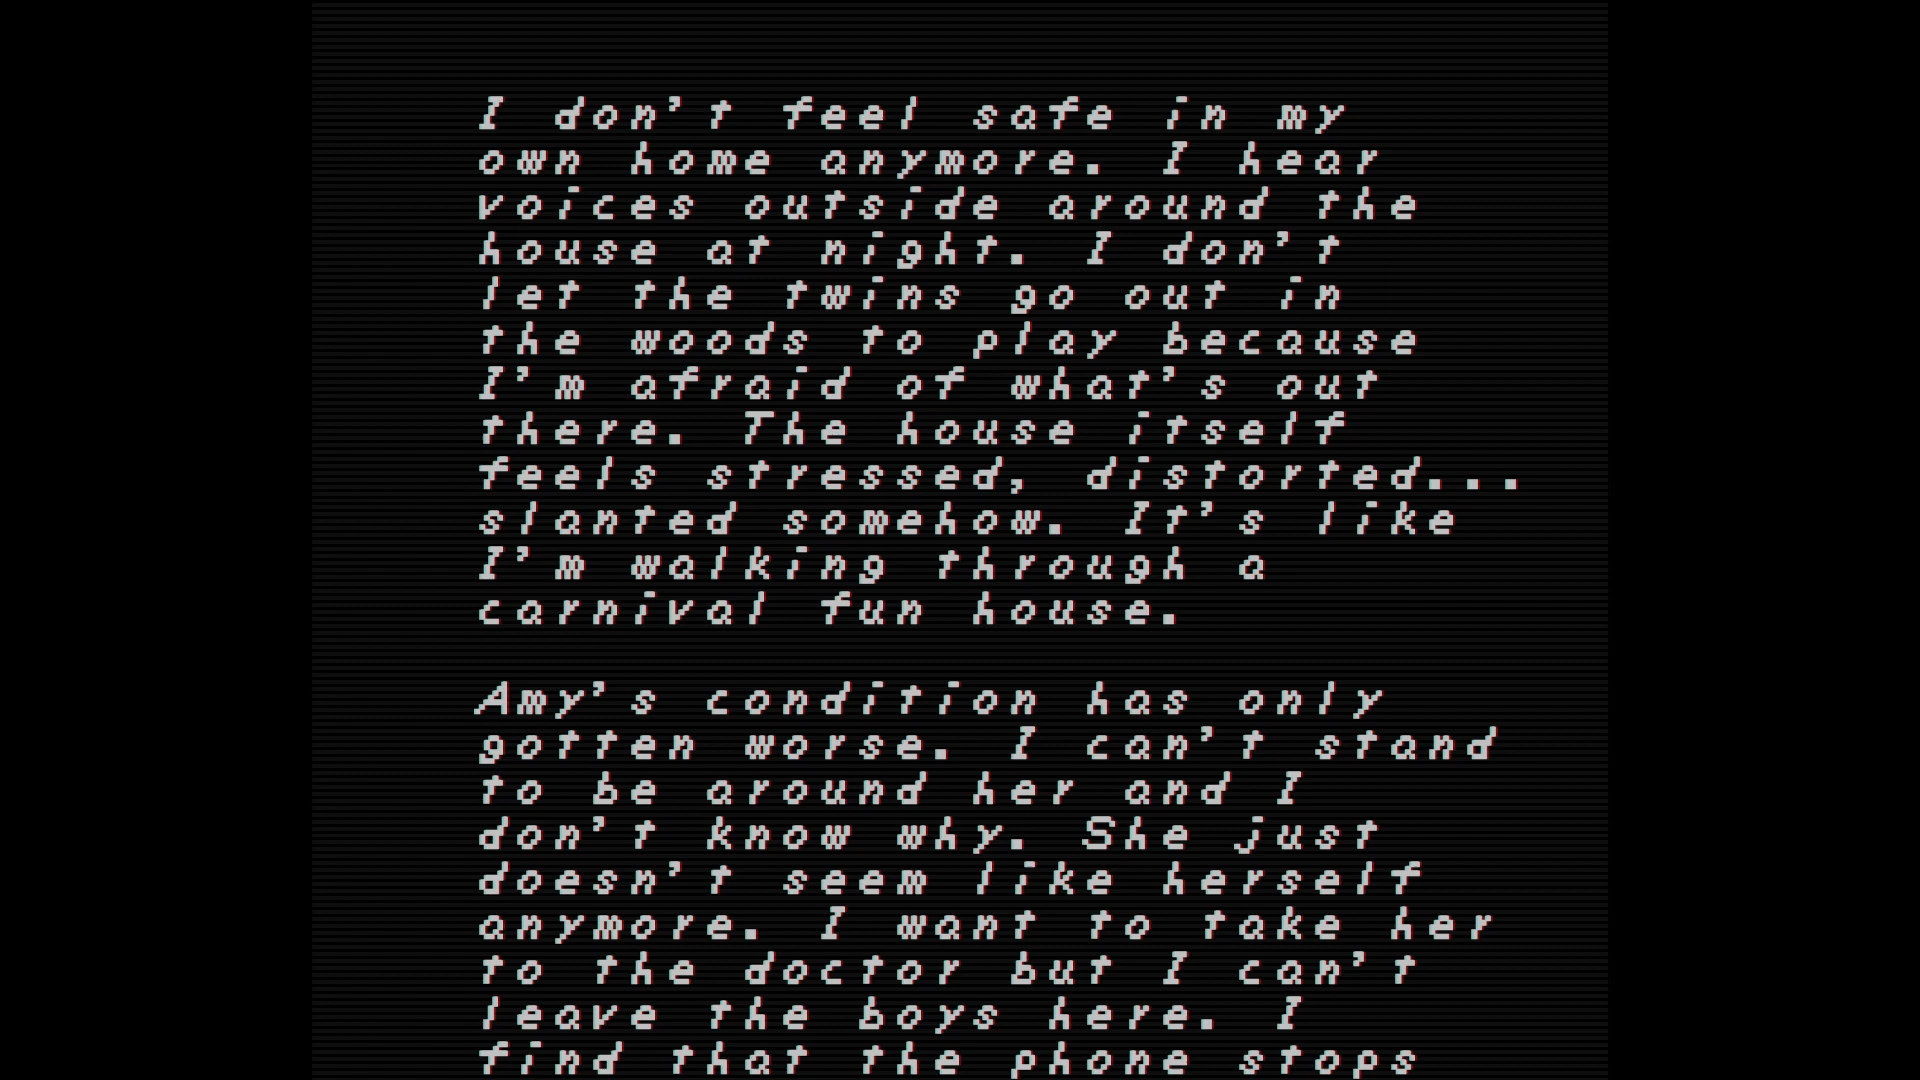 I don't feel safe in my
own home anymore. I hear
voices outside around the
house at night. I don't
let the twins go out in
the woods to play because
I'm afraid of what's out
there. The house itself
feels stressed, distorted...
slanted somehow. It's like
I'm walking through a
carnival fun house.

Amy's condition has only
gotten worse. I can't stand
to be around her and I
don't know why. She just
doesn't seem like herself
anymore. I want to take her
to the doctor but I can't
leave the boys here. I
find that the phone stops